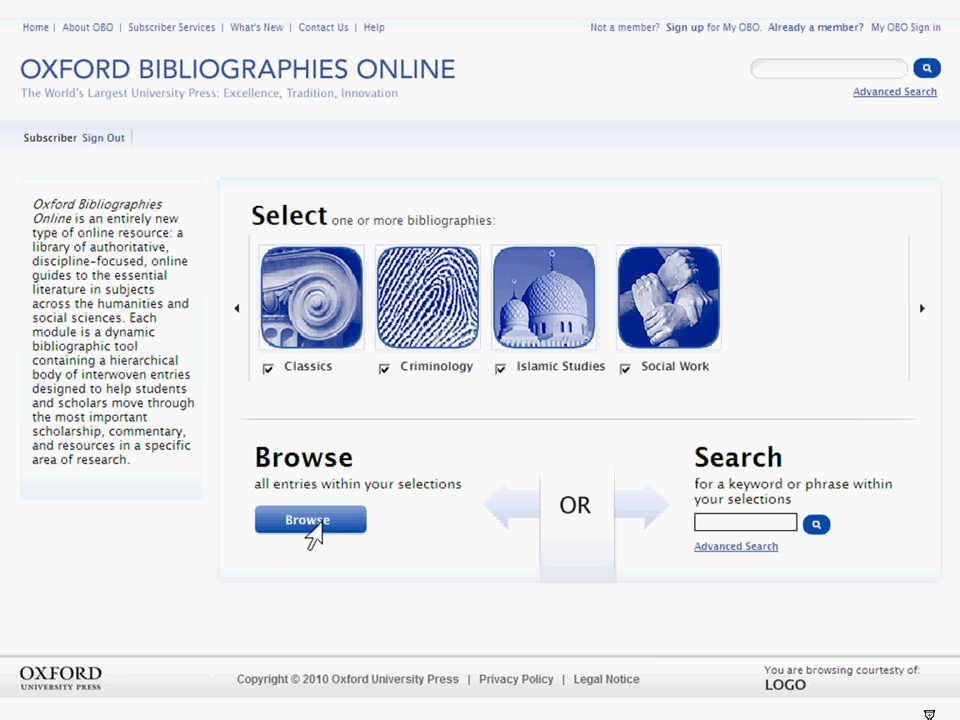 Home | About OBO | Subscriber Services | What's New | Contact Us | Help
Not a member? Sign up for My OBO. Already a member? My OBO Sign in
OXFORD BIBLIOGRAPHIES ONLINE
The World's Largest University Press: Excellence, Tradition, Innovation
Advanced Search
Subscriber Sign Out
Oxford Bibliographies
Online is an entirely new
type of online resource: a
library of authoritative,
discipline-focused, online
guides to the essential
literature in subjects
across the humanities and
social sciences. Each
module is a dynamic
bibliographic tool
containing a hierarchical
body of interwoven entries
designed to help students
and scholars move through
the most important
scholarship, commentary,
and resources in a specific
area of research.
Select one or more bibliographies:
Classics
Criminology
Islamic Studies
Social Work
Browse
all entries within your selections
Browse
OR
Search
for a keyword or phrase within
your selections
Advanced Search
OXFORD
UNIVERSITY PRESS
Copyright © 2010 Oxford University Press | Privacy Policy | Legal Notice
You are browsing courtesty of:
LOGO